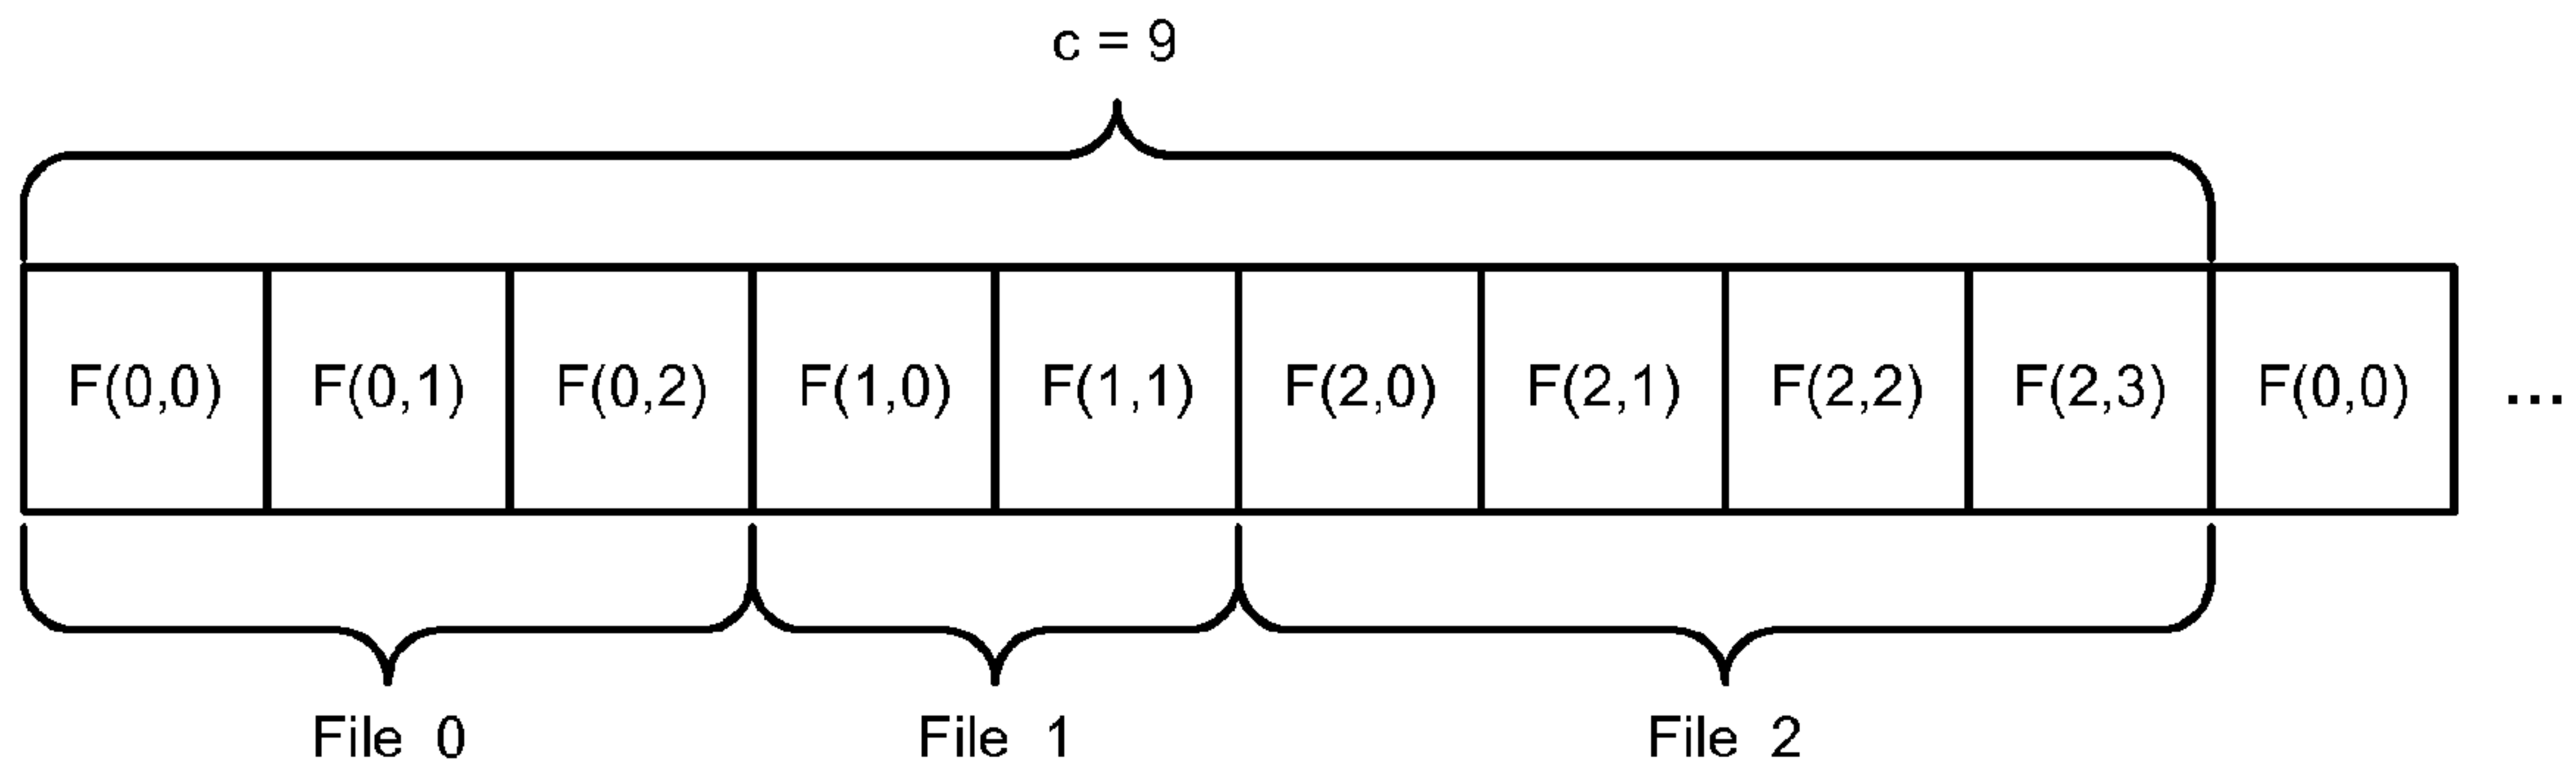 c = 9
F(0,0) F(0,1) F(0,2) F(1,0) F(1,1) F(2,0) F(2,1) F(2,2) F(2,3) F(0,0) ...
File 0 File 1 File 2